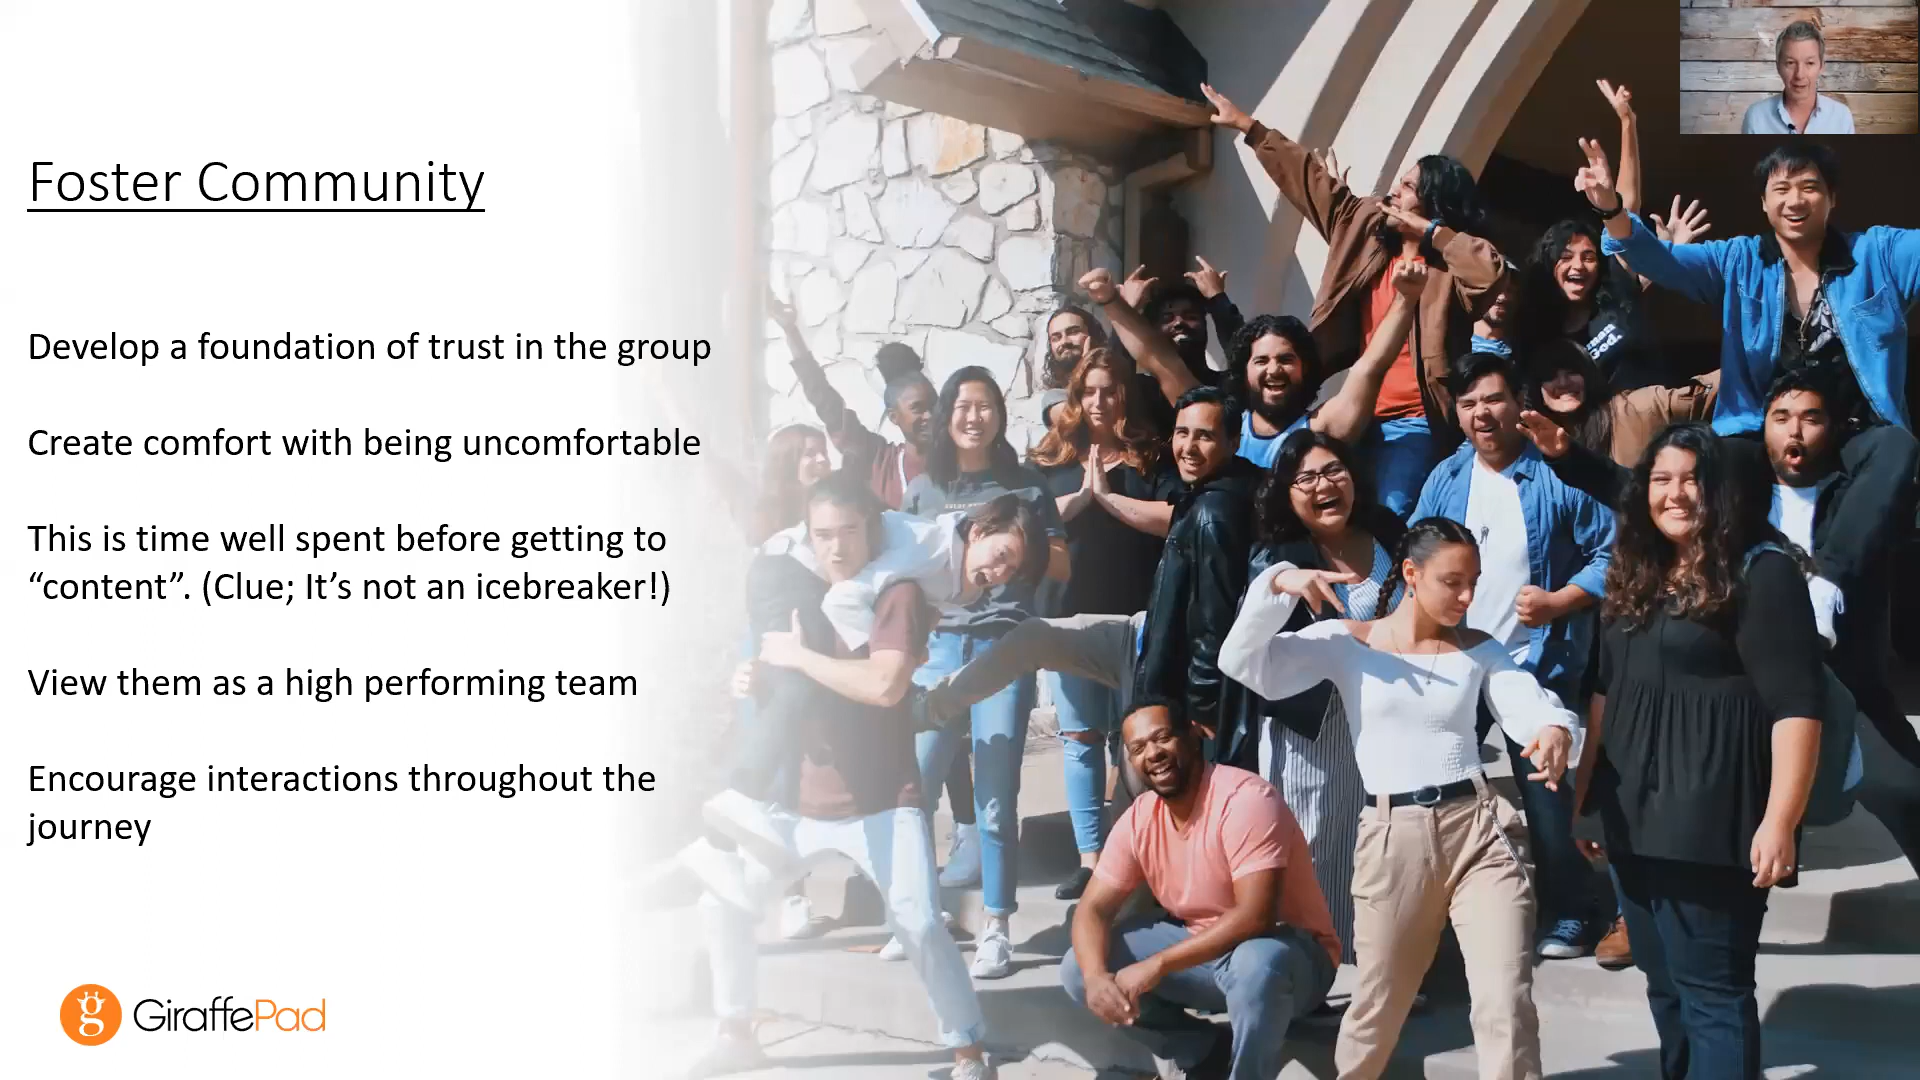 Foster Community
Develop a foundation of trust in the group
Create comfort with being uncomfortable
This is time well spent before getting to
“content”. (Clue; It’s not an icebreaker!)
View them as a high performing team
Encourage interactions throughout the
journey
g GiraffePad
God.